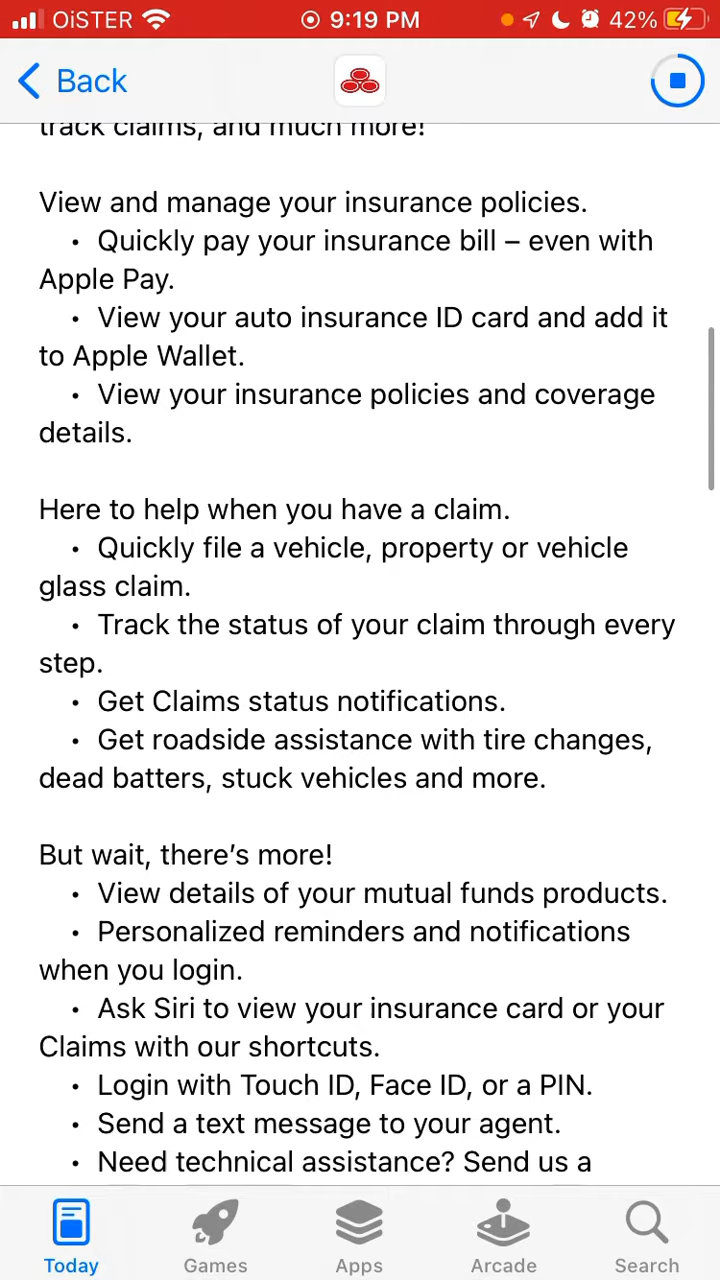 OiSTER 9:19 PM 42%
Back
track claims, and much more!
View and manage your insurance policies.
• Quickly pay your insurance bill – even with
Apple Pay.
• View your auto insurance ID card and add it
to Apple Wallet.
• View your insurance policies and coverage
details.
Here to help when you have a claim.
• Quickly file a vehicle, property or vehicle
glass claim.
• Track the status of your claim through every
step.
• Get Claims status notifications.
• Get roadside assistance with tire changes,
dead batters, stuck vehicles and more.
But wait, there’s more!
• View details of your mutual funds products.
• Personalized reminders and notifications
when you login.
• Ask Siri to view your insurance card or your
Claims with our shortcuts.
• Login with Touch ID, Face ID, or a PIN.
• Send a text message to your agent.
• Need technical assistance? Send us a
Today Games Apps Arcade Search